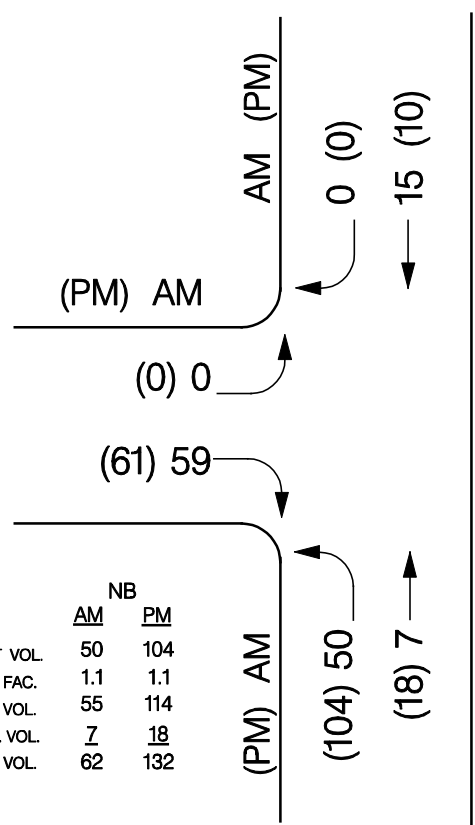 AM (PM)
0 (0)
15 (10)
(PM) AM
(0) 0
(61) 59
NB
AM PM
VOL. 50 104
FAC. 1.1 1.1
VOL. 55 114
VOL. 7 18
VOL. 62 132
(PM) AM
(104) 50
(18) 7